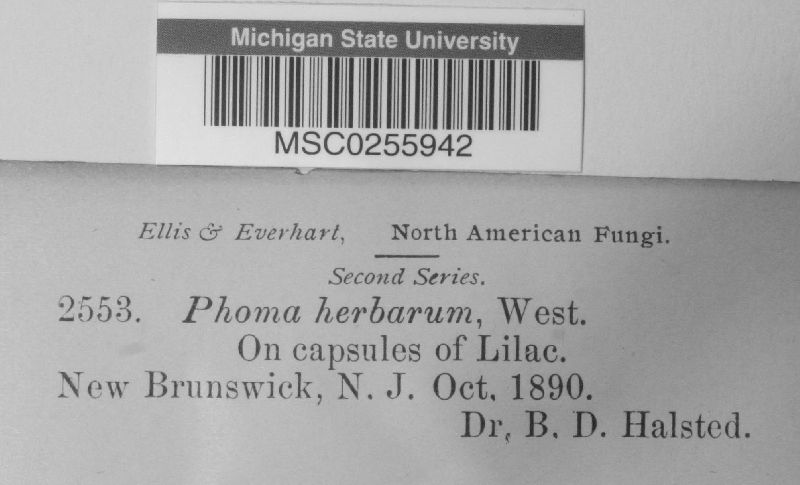 Michigan State University
MSC0255942
Ellis & Everhart, North American Fungi.
Second Series.
2553. Phoma herbarum, West.
On capsules of Lilac.
New Brunswick, N. J. Oct. 1890.
Dr. B. D. Halsted.